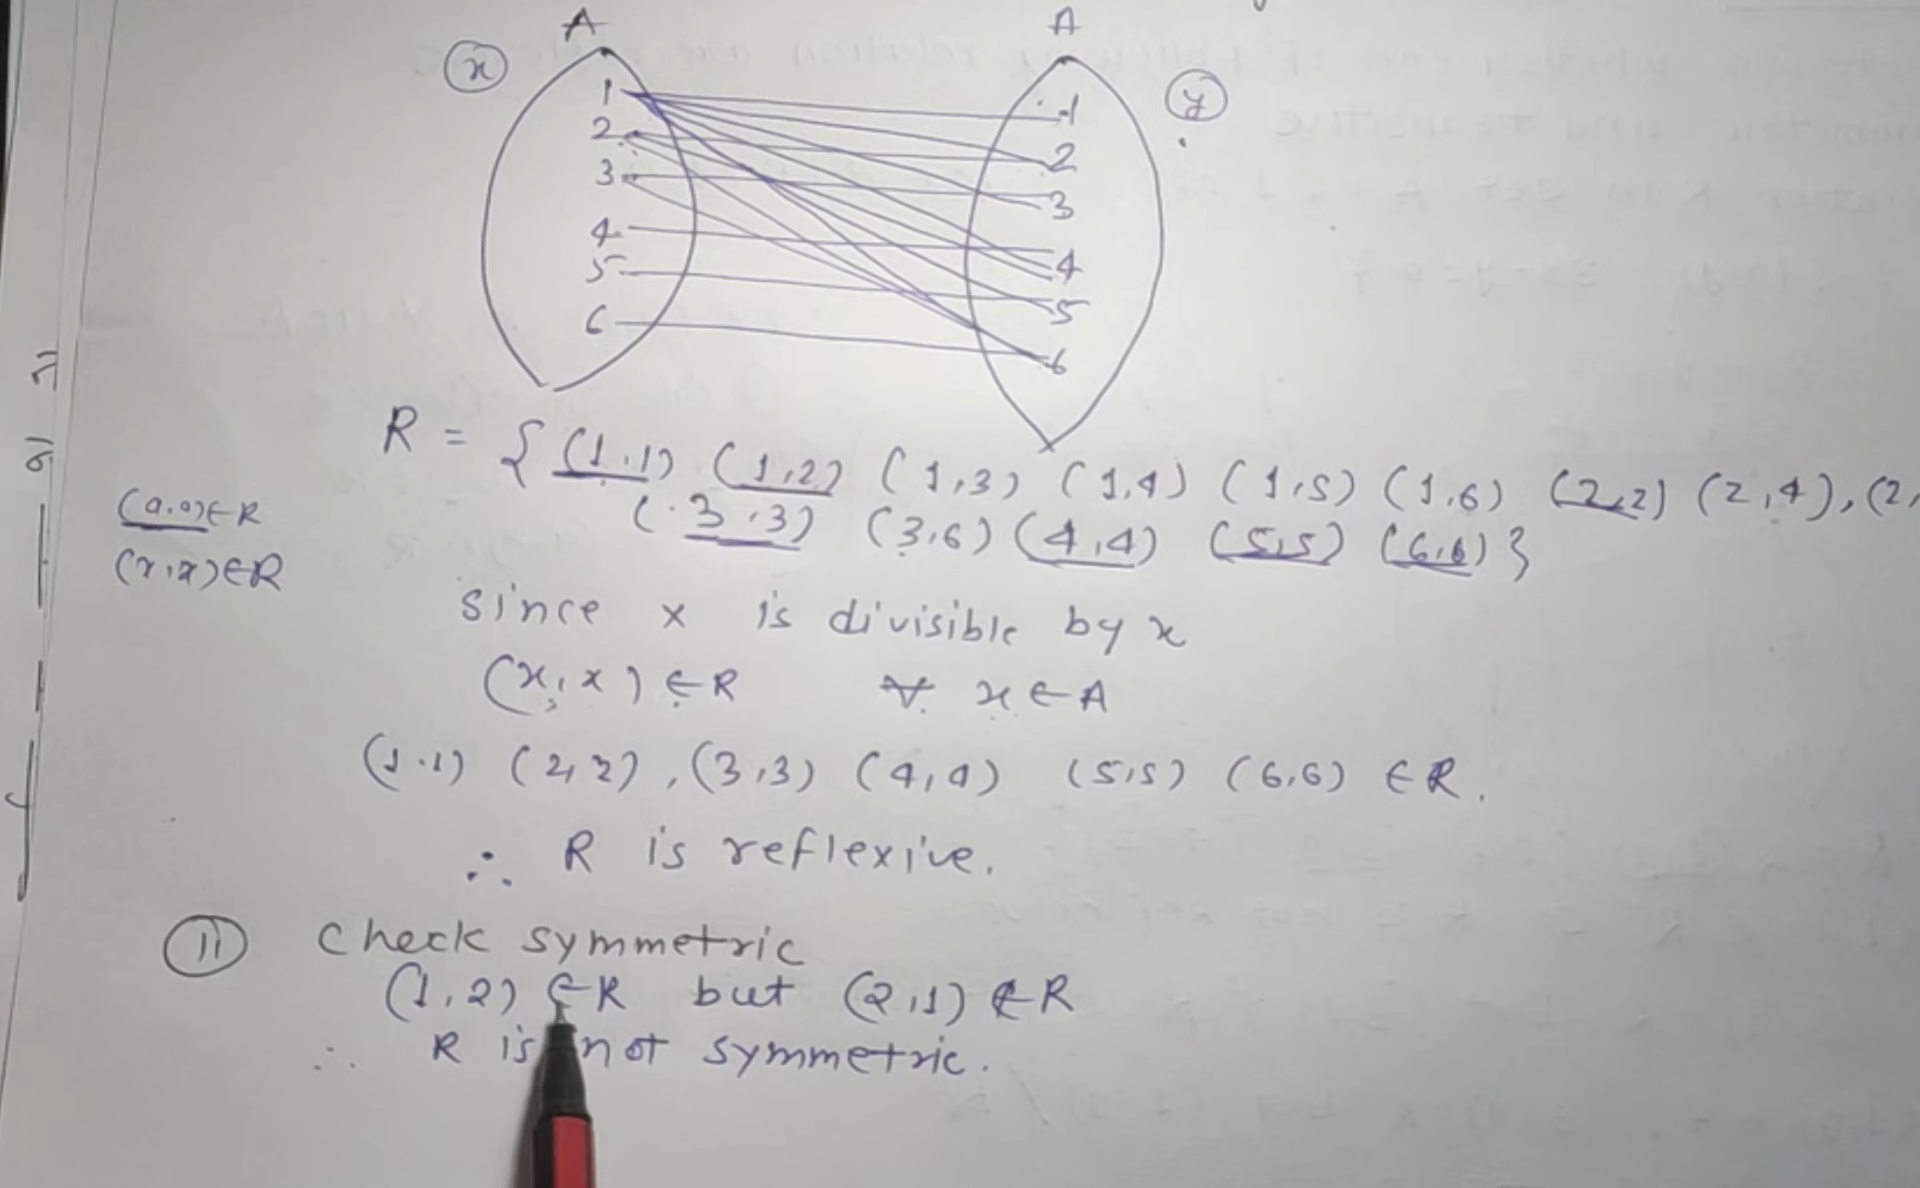 A A
x y
1 1
2 2
3 3
4 4
5 5
6 6
R = { (1,1) (1,2) (1,3) (1,4) (1,5) (1,6) (2,2) (2,4), (2,
(3,3) (3,6) (4,4) (5,5) (6,6) }
(a,a)∈R
(x,x)∈R
since x is divisible by x
(x,x) ∈R ∀ x∈A
(1.1) (2,2), (3,3) (4,4) (5,5) (6,6) ∈R.
∴ R is reflexive.
II check symmetric
(1,2) ∈R but (2,1) ∉R
∴ R is not symmetric.